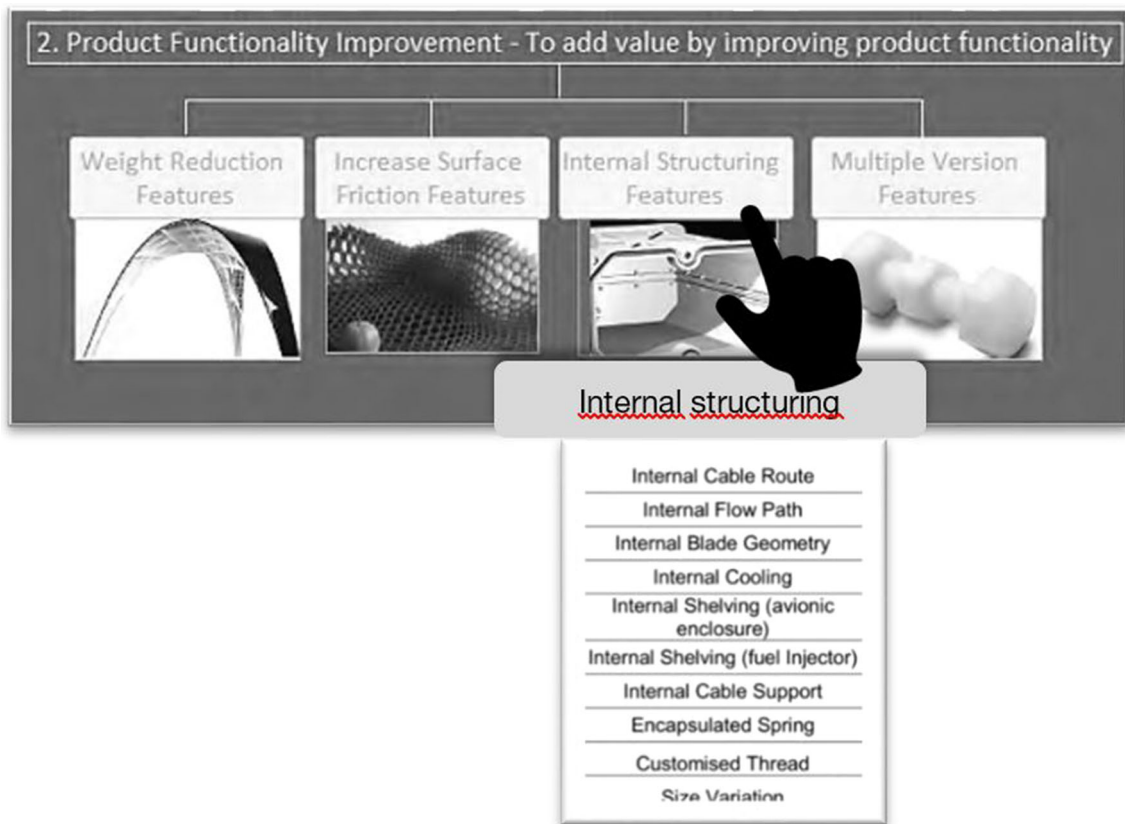 2. Product Functionality Improvement - To add value by improving product functionality
Weight Reduction
Features
Increase Surface
Friction Features
Internal Structuring
Features
Multiple Version
Features
Internal structuring
Internal Cable Route
Internal Flow Path
Internal Blade Geometry
Internal Cooling
Internal Shelving (avionic
enclosure)
Internal Shelving (fuel Injector)
Internal Cable Support
Encapsulated Spring
Customised Thread
Size Variation